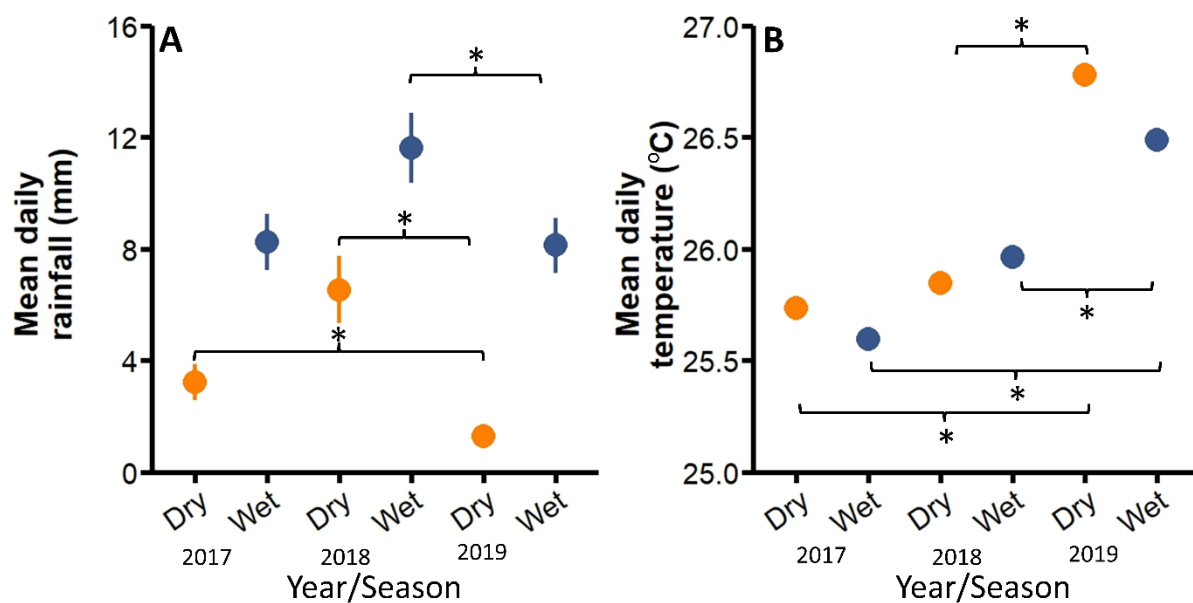 A
Mean daily
rainfall (mm)
16
12
8
4
0
*
*
*
Dry
Wet
Dry
Wet
Dry
Wet
2017
2018
2019
Year/Season
B
Mean daily
temperature (°C)
27.0
26.5
26.0
25.5
25.0
*
*
*
*
Dry
Wet
Dry
Wet
Dry
Wet
2017
2018
2019
Year/Season